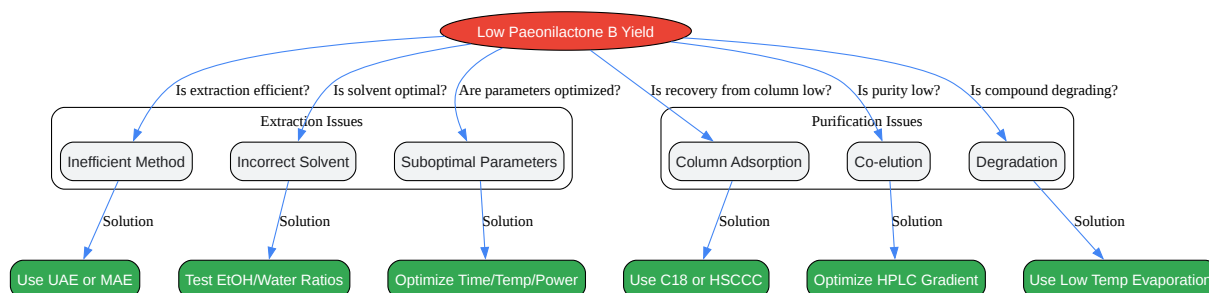 Low Paeonilactone B Yield
Is extraction efficient?
Is solvent optimal?
Are parameters optimized?
Is recovery from column low?
Is purity low?
Is compound degrading?
Extraction Issues
Purification Issues
Inefficient Method
Incorrect Solvent
Suboptimal Parameters
Column Adsorption
Co-elution
Degradation
Solution
Solution
Solution
Solution
Solution
Solution
Use UAE or MAE
Test EtOH/Water Ratios
Optimize Time/Temp/Power
Use C18 or HSCCC
Optimize HPLC Gradient
Use Low Temp Evaporation